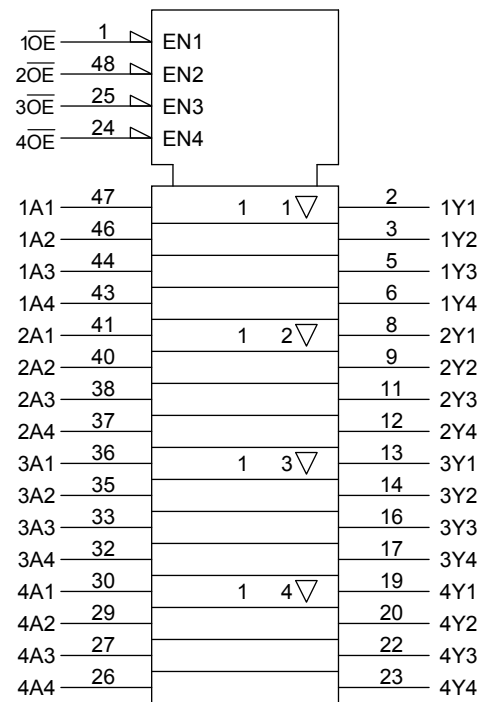 1O̅E̅ 1 EN1
2O̅E̅ 48 EN2
3O̅E̅ 25 EN3
4O̅E̅ 24 EN4
1A1 47 1 1▽ 2 1Y1
1A2 46 3 1Y2
1A3 44 5 1Y3
1A4 43 6 1Y4
2A1 41 1 2▽ 8 2Y1
2A2 40 9 2Y2
2A3 38 11 2Y3
2A4 37 12 2Y4
3A1 36 1 3▽ 13 3Y1
3A2 35 14 3Y2
3A3 33 16 3Y3
3A4 32 17 3Y4
4A1 30 1 4▽ 19 4Y1
4A2 29 20 4Y2
4A3 27 22 4Y3
4A4 26 23 4Y4